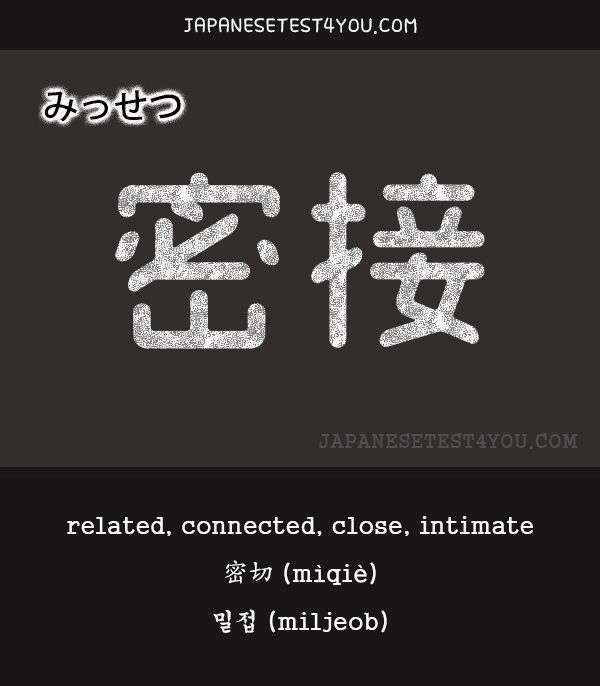 JAPANESETEST4YOU.COM
みっせつ
密接
JAPANESETEST4YOU.COM
related, connected, close, intimate
密切 (mìqiè)
밀접 (miljeob)